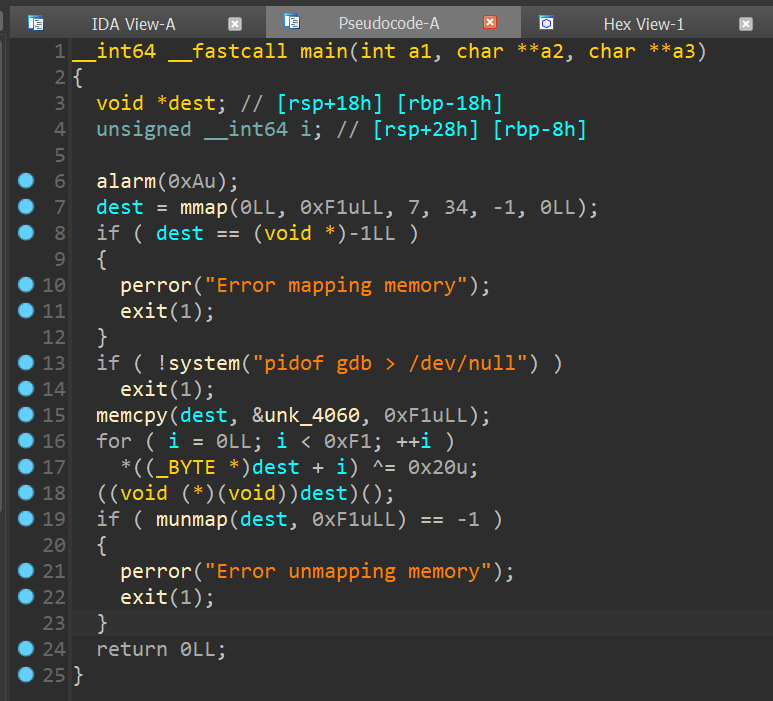 IDA View-A Pseudocode-A Hex View-1
1 __int64 __fastcall main(int a1, char **a2, char **a3)
2 {
3   void *dest; // [rsp+18h] [rbp-18h]
4   unsigned __int64 i; // [rsp+28h] [rbp-8h]
5
6   alarm(0xAu);
7   dest = mmap(0LL, 0xF1uLL, 7, 34, -1, 0LL);
8   if ( dest == (void *)-1LL )
9   {
10     perror("Error mapping memory");
11     exit(1);
12   }
13   if ( !system("pidof gdb > /dev/null") )
14     exit(1);
15   memcpy(dest, &unk_4060, 0xF1uLL);
16   for ( i = 0LL; i < 0xF1; ++i )
17     *((_BYTE *)dest + i) ^= 0x20u;
18   ((void (*)(void))dest)();
19   if ( munmap(dest, 0xF1uLL) == -1 )
20   {
21     perror("Error unmapping memory");
22     exit(1);
23   }
24   return 0LL;
25 }